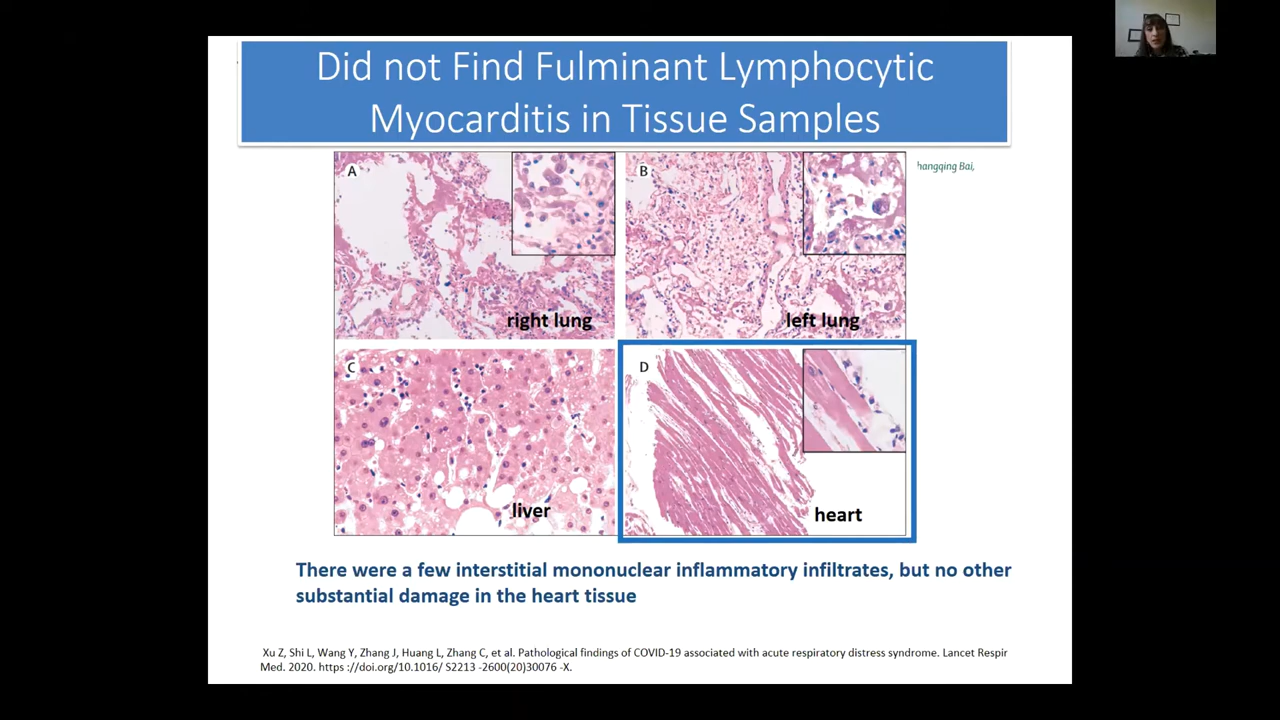 Did not Find Fulminant Lymphocytic
Myocarditis in Tissue Samples
hangqing Bai,
A
B
right lung
left lung
C
D
liver
heart
There were a few interstitial mononuclear inflammatory infiltrates, but no other
substantial damage in the heart tissue
Xu Z, Shi L, Wang Y, Zhang J, Huang L, Zhang C, et al. Pathological findings of COVID-19 associated with acute respiratory distress syndrome. Lancet Respir
Med. 2020. https ://doi.org/10.1016/ S2213 -2600(20)30076 -X.